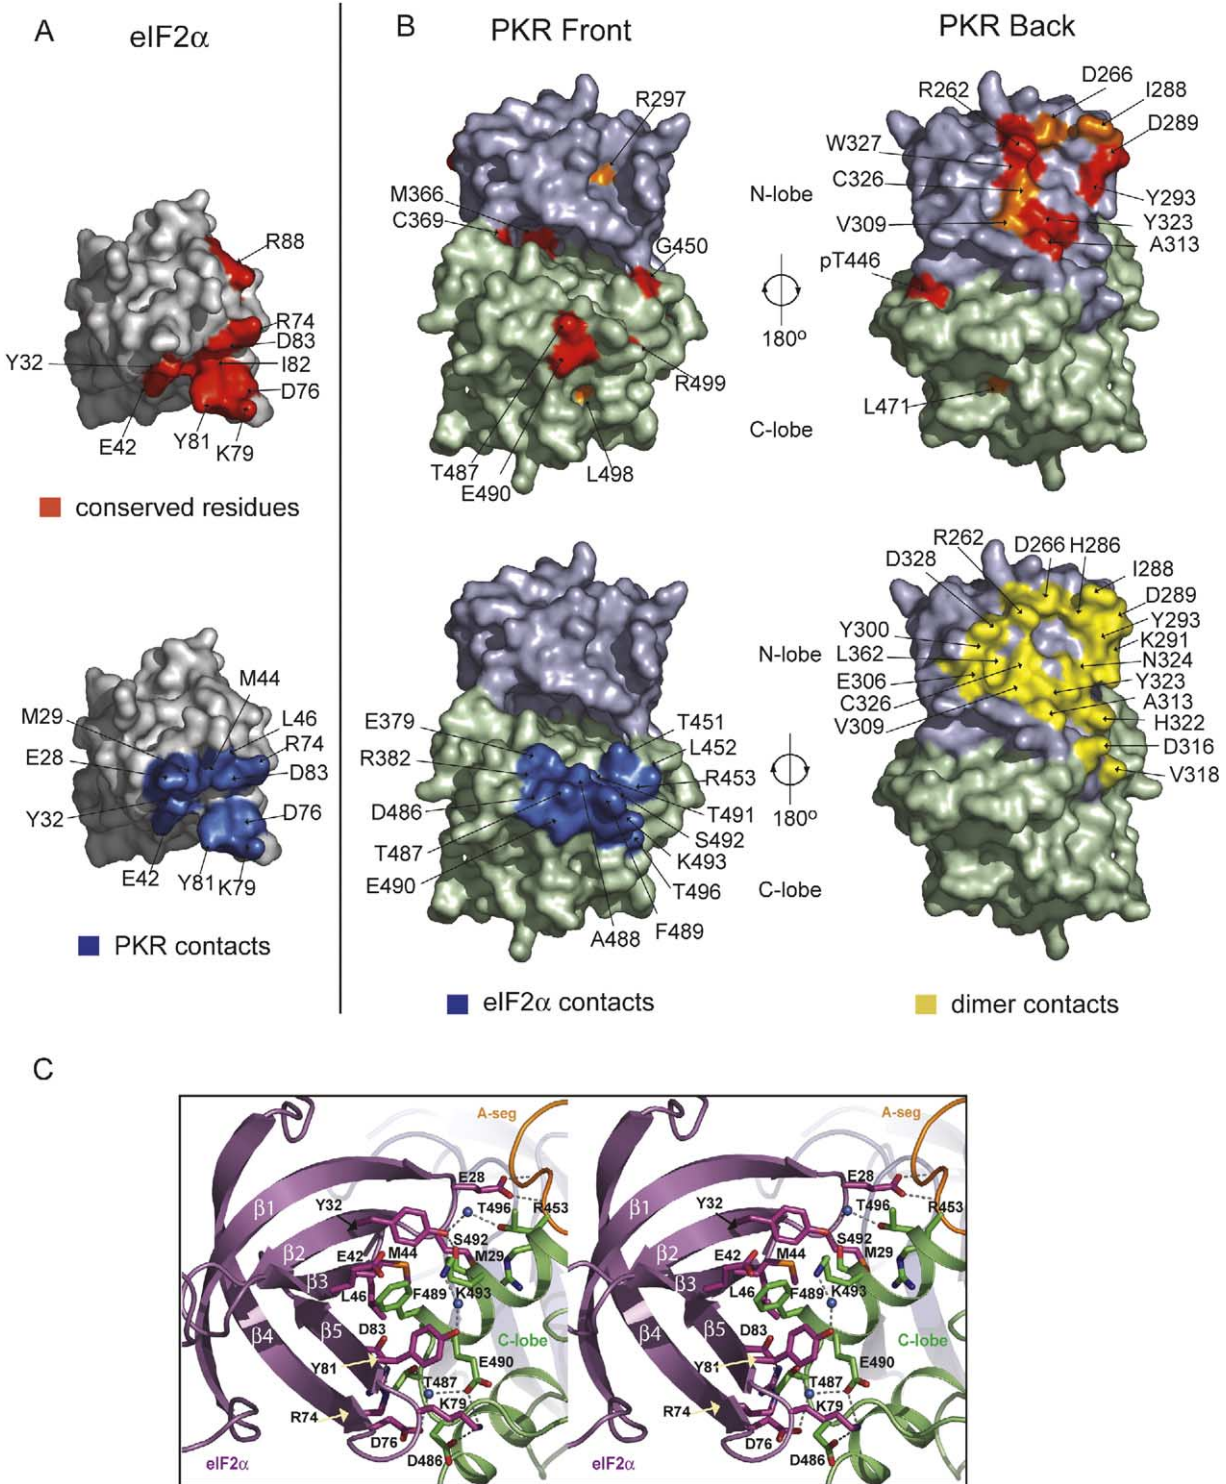 A
eIF2α
R88
R74
D83
Y32
I82
D76
E42
Y81
K79
conserved residues
M44
M29
L46
R74
E28
D83
Y32
D76
E42
Y81
K79
PKR contacts
B
PKR Front
PKR Back
R297
M366
C369
G450
R499
T487
E490
L498
N-lobe
180º
C-lobe
D266
R262
I288
D289
W327
C326
Y293
V309
Y323
A313
pT446
L471
E379
T451
R382
L452
R453
D486
T491
S492
T487
K493
E490
T496
F489
A488
eIF2α contacts
N-lobe
180º
C-lobe
R262
D266
H286
D328
I288
D289
Y300
Y293
L362
K291
N324
E306
Y323
C326
A313
V309
H322
D316
V318
dimer contacts
C
A-seg
E28
β1
Y32
T496
R453
β2
S492
E42
M44
M29
β3
L46
F489
K493
β4
β5
D83
C-lobe
Y81
E490
T487
R74
K79
D76
D486
eIF2α
A-seg
E28
β1
Y32
T496
R453
β2
S492
E42
M44
M29
β3
L46
F489
K493
β4
β5
D83
C-lobe
Y81
E490
T487
R74
K79
D76
D486
eIF2α